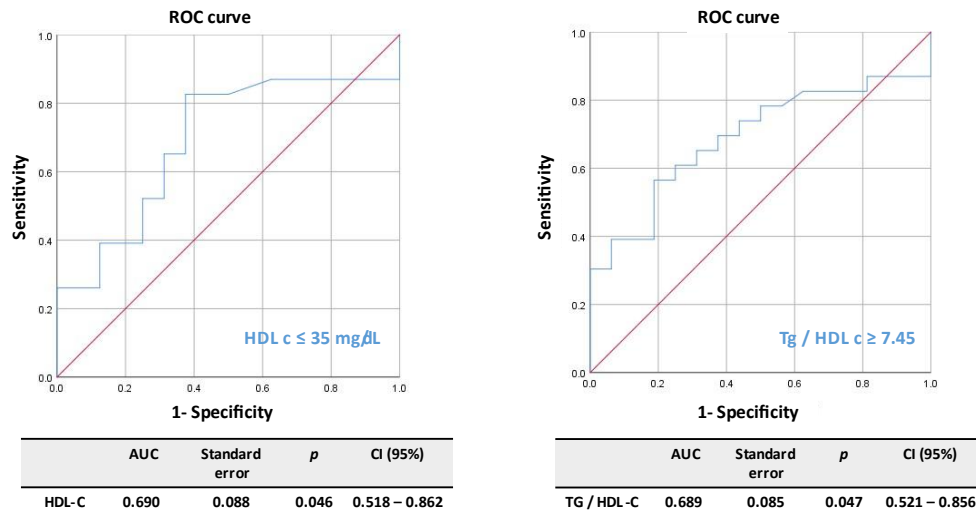 ROC curve
1.0
0.8
0.6
0.4
0.2
0.0
Sensitivity
HDL c ≤ 35 mg/dL
0.0 0.2 0.4 0.6 0.8 1.0
1- Specificity
AUC Standard error p CI (95%)
HDL-C 0.690 0.088 0.046 0.518 – 0.862
ROC curve
1.0
0.8
0.6
0.4
0.2
0.0
Sensitivity
Tg / HDL c ≥ 7.45
0.0 0.2 0.4 0.6 0.8 1.0
1- Specificity
AUC Standard error p CI (95%)
TG / HDL-C 0.689 0.085 0.047 0.521 – 0.856